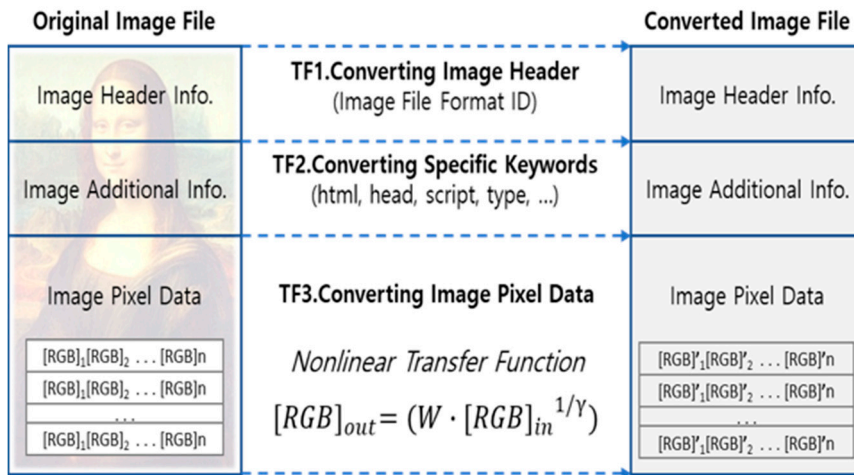 Original Image File
Converted Image File
Image Header Info.
TF1.Converting Image Header
(Image File Format ID)
Image Header Info.
Image Additional Info.
TF2.Converting Specific Keywords
(html, head, script, type, ...)
Image Additional Info.
Image Pixel Data
TF3.Converting Image Pixel Data
Image Pixel Data
[RGB]₁[RGB]₂ . . . [RGB]n
[RGB]₁[RGB]₂ . . . [RGB]n
. . .
[RGB]₁[RGB]₂ . . . [RGB]n
Nonlinear Transfer Function
[RGB]out = (W · [RGB]in^1/γ)
[RGB]'₁[RGB]'₂ . . . [RGB]'n
[RGB]'₁[RGB]'₂ . . . [RGB]'n
. . .
[RGB]'₁[RGB]'₂ . . . [RGB]'n